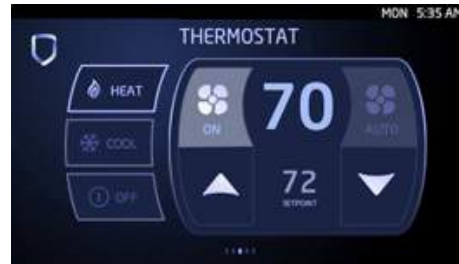 MON 5:35 AM
THERMOSTAT
HEAT
70
ON
AUTO
COOL
72
SETPOINT
OFF